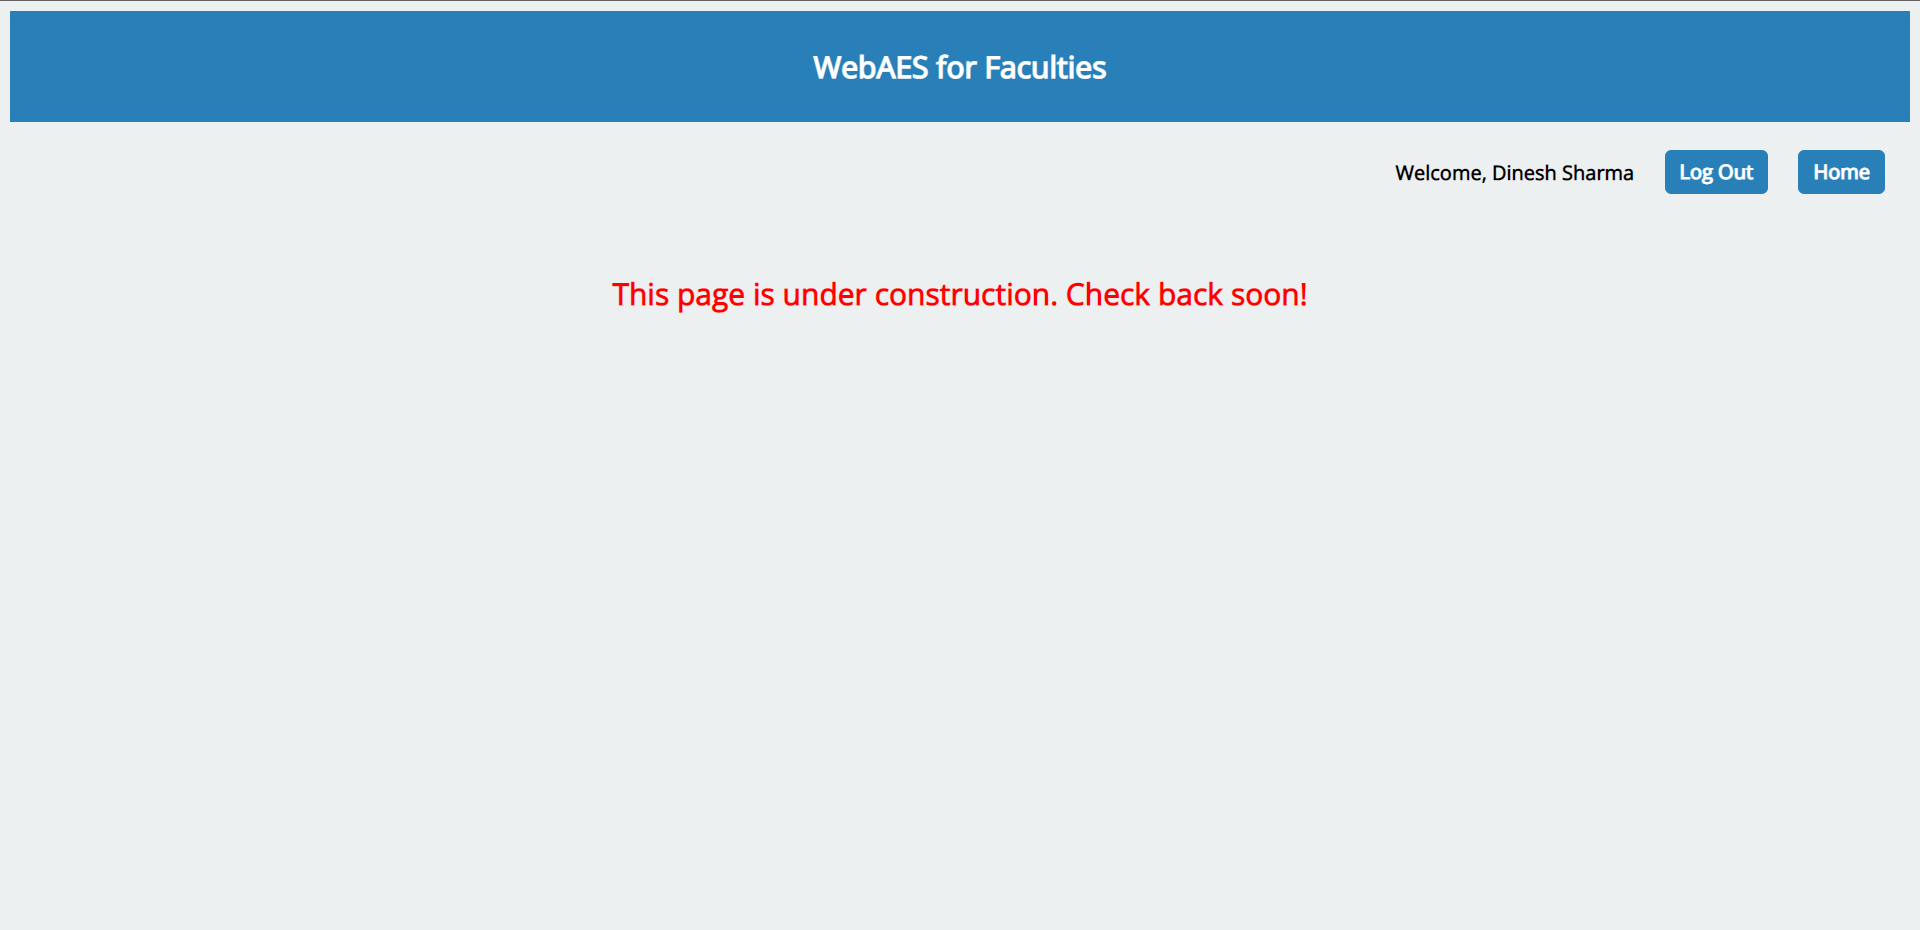 WebAES for Faculties
Welcome, Dinesh Sharma Log Out Home
This page is under construction. Check back soon!